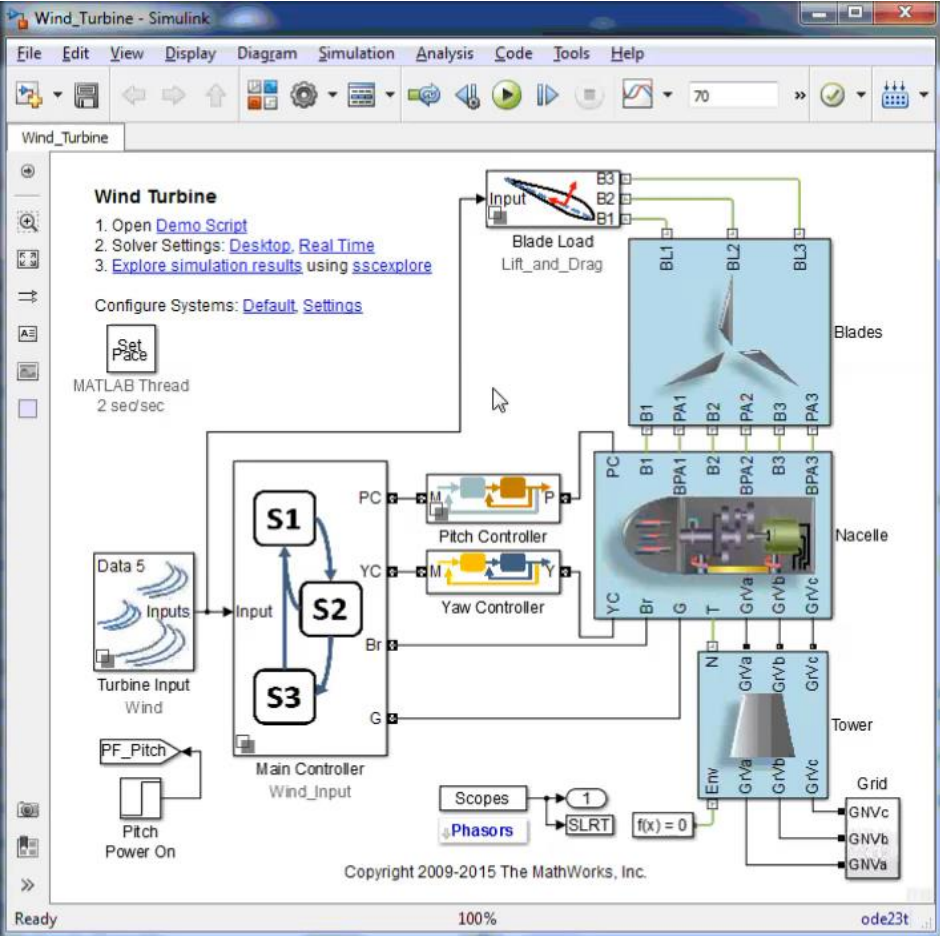 Wind_Turbine - Simulink
File Edit View Display Diagram Simulation Analysis Code Tools Help
70 »
Wind_Turbine
Wind Turbine
1. Open Demo Script
2. Solver Settings: Desktop, Real Time
3. Explore simulation results using sscexplore
Configure Systems: Default, Settings
Set
Pace
MATLAB Thread
2 sec/sec
Input
B3
B2
B1
Blade Load
Lift_and_Drag
BL1 BL2 BL3
Blades
B1 PA1 B2 PA2 B3 PA3
PC B1 BPA1 B2 BPA2 B3 BPA3
Nacelle
YC Br G T GrVa GrVb GrVc
PC
M P
Pitch Controller
YC
M Y
Yaw Controller
Data 5
Inputs
Turbine Input
Wind
Input
S1
S2
S3
Br
G
Main Controller
Wind_Input
N GrVa GrVb GrVc
Tower
Env GrVa GrVb GrVc
PF_Pitch
Pitch
Power On
Scopes
1
Phasors
SLRT
f(x) = 0
Grid
GNVc
GNVb
GNVa
Copyright 2009-2015 The MathWorks, Inc.
Ready 100% ode23t